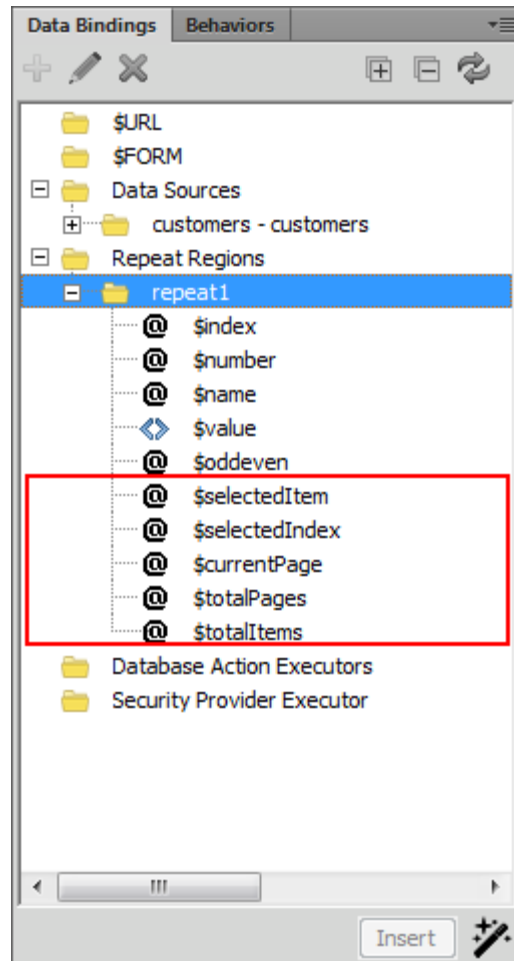 Data Bindings Behaviors
$URL
$FORM
Data Sources
customers - customers
Repeat Regions
repeat1
$index
$number
$name
$value
$oddeven
$selectedItem
$selectedIndex
$currentPage
$totalPages
$totalItems
Database Action Executors
Security Provider Executor
Insert